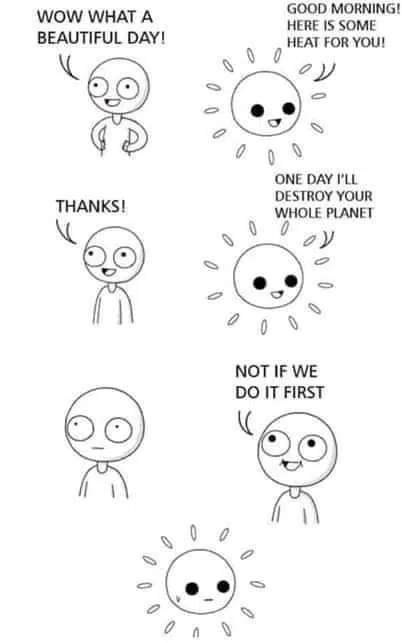 WOW WHAT A
BEAUTIFUL DAY!
GOOD MORNING!
HERE IS SOME
HEAT FOR YOU!
THANKS!
ONE DAY I'LL
DESTROY YOUR
WHOLE PLANET
NOT IF WE
DO IT FIRST